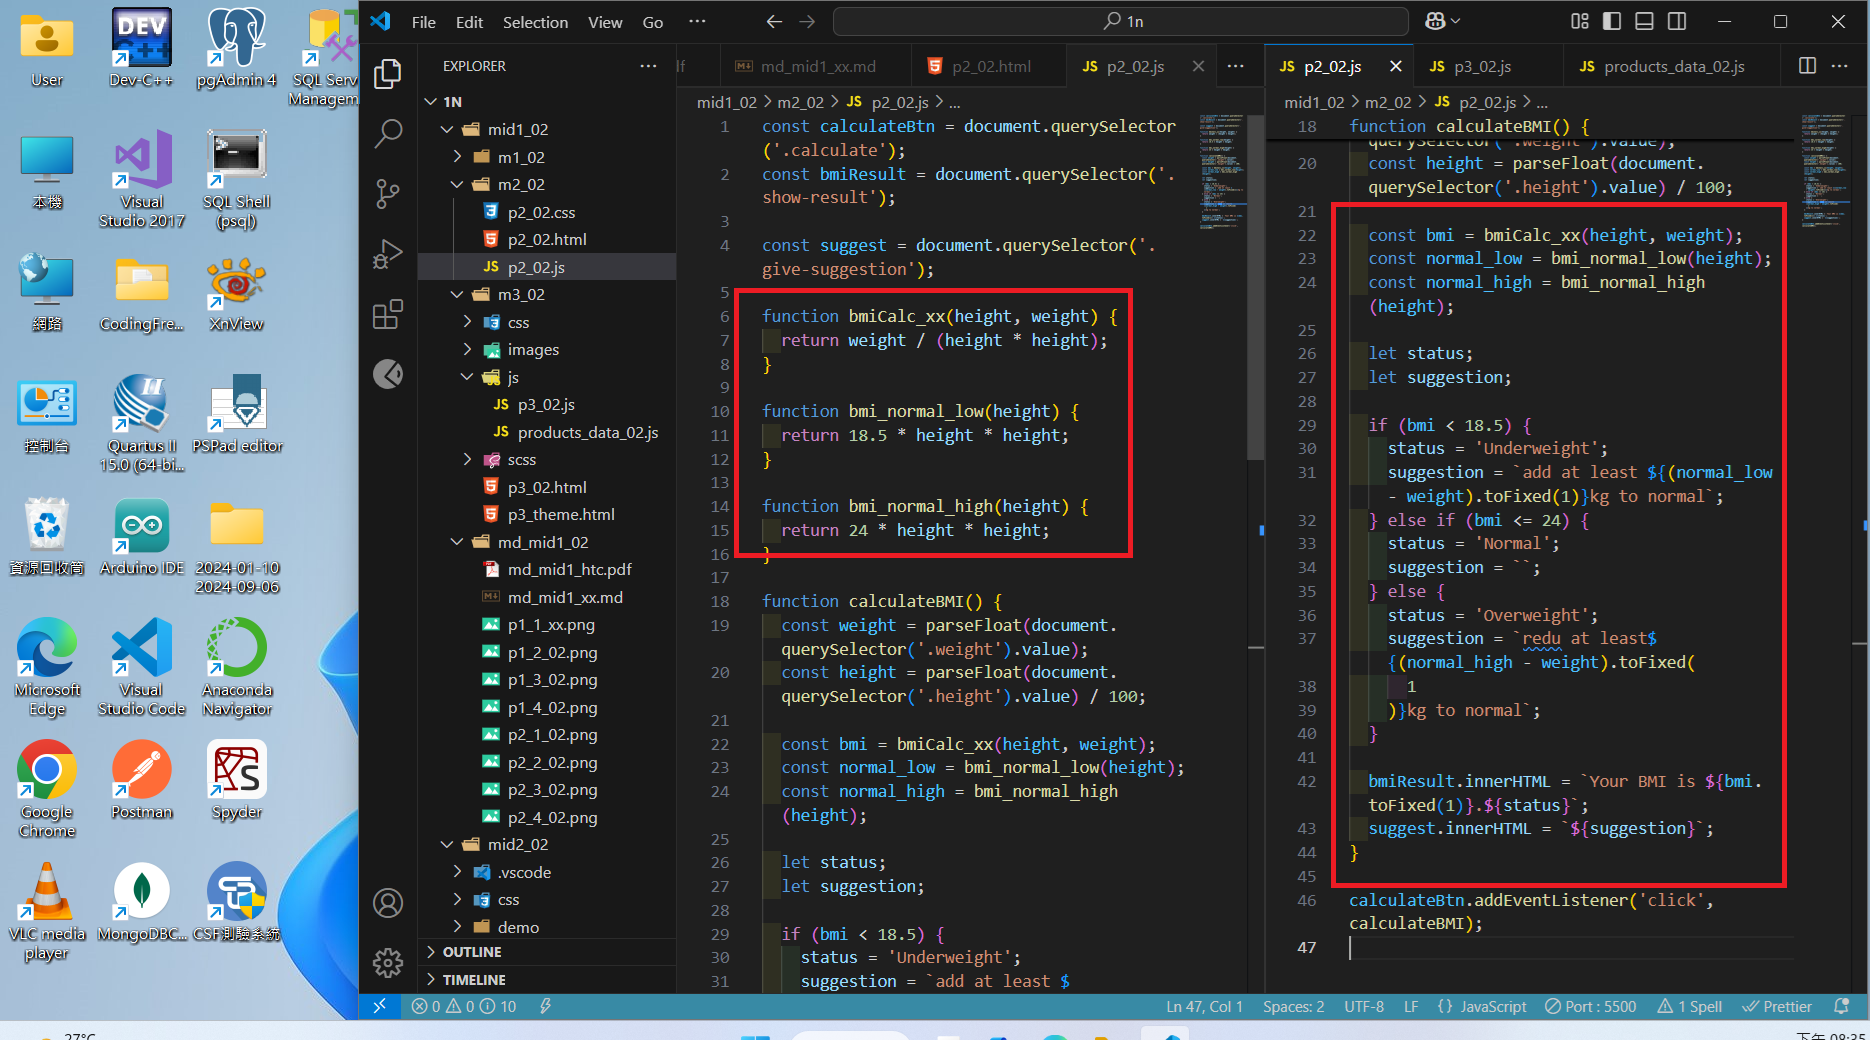 User
Dev-C++
pgAdmin 4
SQL Serv
Managem
本機
Visual
Studio 2017
SQL Shell
(psql)
網路
CodingFre...
XnView
控制台
Quartus II
15.0 (64-bi...
PSPad editor
資源回收筒
Arduino IDE
2024-01-10
2024-09-06
Microsoft
Edge
Visual
Studio Code
Anaconda
Navigator
Google
Chrome
Postman
Spyder
VLC media
player
MongoDBC...
CSF測驗系統
27°C
File Edit Selection View Go ···
1n
EXPLORER ···
1N
mid1_02
m1_02
m2_02
p2_02.css
p2_02.html
JS p2_02.js
m3_02
css
images
js
JS p3_02.js
JS products_data_02.js
scss
p3_02.html
p3_theme.html
md_mid1_02
md_mid1_htc.pdf
md_mid1_xx.md
p1_1_xx.png
p1_2_02.png
p1_3_02.png
p1_4_02.png
p2_1_02.png
p2_2_02.png
p2_3_02.png
p2_4_02.png
mid2_02
.vscode
css
demo
OUTLINE
TIMELINE
lf md_mid1_xx.md p2_02.html JS p2_02.js ···
mid1_02 > m2_02 > JS p2_02.js > ...
1 const calculateBtn = document.querySelector
('.calculate');
2 const bmiResult = document.querySelector('.
show-result');
3
4 const suggest = document.querySelector('.
give-suggestion');
5
6 function bmiCalc_xx(height, weight) {
7 return weight / (height * height);
8 }
9
10 function bmi_normal_low(height) {
11 return 18.5 * height * height;
12 }
13
14 function bmi_normal_high(height) {
15 return 24 * height * height;
16 }
17
18 function calculateBMI() {
19 const weight = parseFloat(document.
querySelector('.weight').value);
20 const height = parseFloat(document.
querySelector('.height').value) / 100;
21
22 const bmi = bmiCalc_xx(height, weight);
23 const normal_low = bmi_normal_low(height);
24 const normal_high = bmi_normal_high
(height);
25
26 let status;
27 let suggestion;
28
29 if (bmi < 18.5) {
30 status = 'Underweight';
31 suggestion = `add at least $
JS p2_02.js JS p3_02.js JS products_data_02.js ···
mid1_02 > m2_02 > JS p2_02.js > ...
18 function calculateBMI() {
querySelector('.weight').value);
20 const height = parseFloat(document.
querySelector('.height').value) / 100;
21
22 const bmi = bmiCalc_xx(height, weight);
23 const normal_low = bmi_normal_low(height);
24 const normal_high = bmi_normal_high
(height);
25
26 let status;
27 let suggestion;
28
29 if (bmi < 18.5) {
30 status = 'Underweight';
31 suggestion = `add at least ${(normal_low
- weight).toFixed(1)}kg to normal`;
32 } else if (bmi <= 24) {
33 status = 'Normal';
34 suggestion = ``;
35 } else {
36 status = 'Overweight';
37 suggestion = `redu at least$
{(normal_high - weight).toFixed(
38 1
39 )}kg to normal`;
40 }
41
42 bmiResult.innerHTML = `Your BMI is ${bmi.
toFixed(1)}.${status}`;
43 suggest.innerHTML = `${suggestion}`;
44 }
45
46 calculateBtn.addEventListener('click',
calculateBMI);
47
0 0 10 Ln 47, Col 1 Spaces: 2 UTF-8 LF {} JavaScript Port : 5500 1 Spell Prettier
下午 08:35